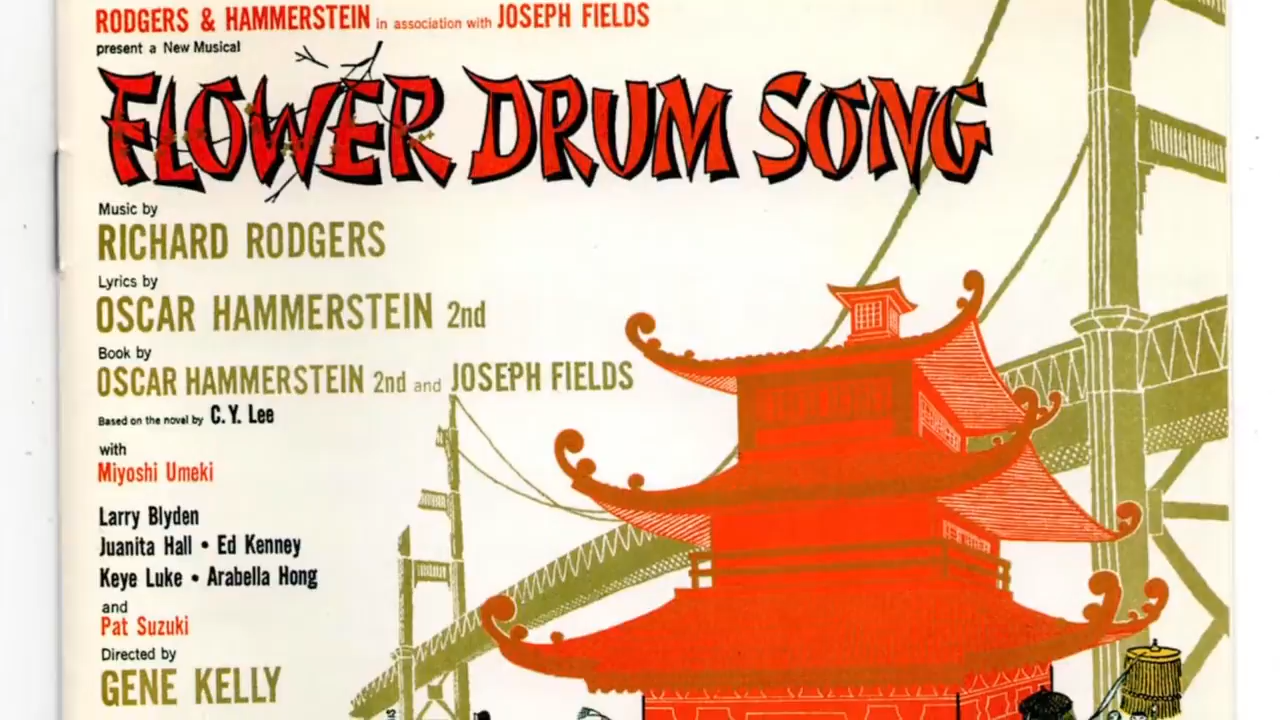 RODGERS & HAMMERSTEIN in association with JOSEPH FIELDS
present a New Musical
FLOWER DRUM SONG
Music by
RICHARD RODGERS
Lyrics by
OSCAR HAMMERSTEIN 2nd
Book by
OSCAR HAMMERSTEIN 2nd and JOSEPH FIELDS
Based on the novel by C. Y. Lee
with
Miyoshi Umeki
Larry Blyden
Juanita Hall • Ed Kenney
Keye Luke • Arabella Hong
and
Pat Suzuki
Directed by
GENE KELLY